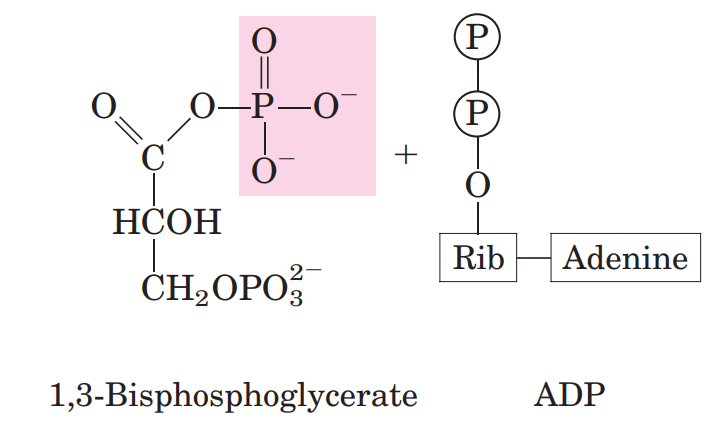 O
P
O
O—P—O⁻
P
C
O⁻
+
O
HCOH
Rib
Adenine
CH₂OPO₃²⁻
1,3-Bisphosphoglycerate
ADP